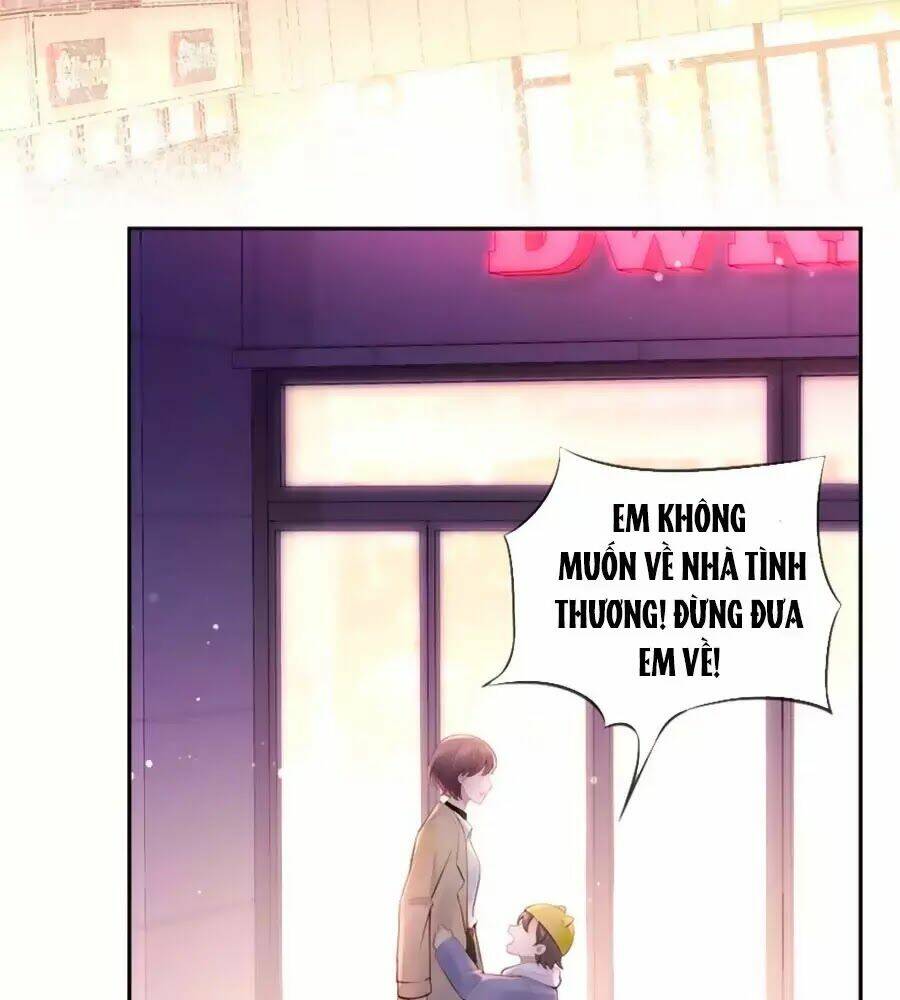 EM KHÔNG
MUỐN VỀ NHÀ TÌNH
THƯƠNG! ĐỪNG ĐƯA
EM VỀ!